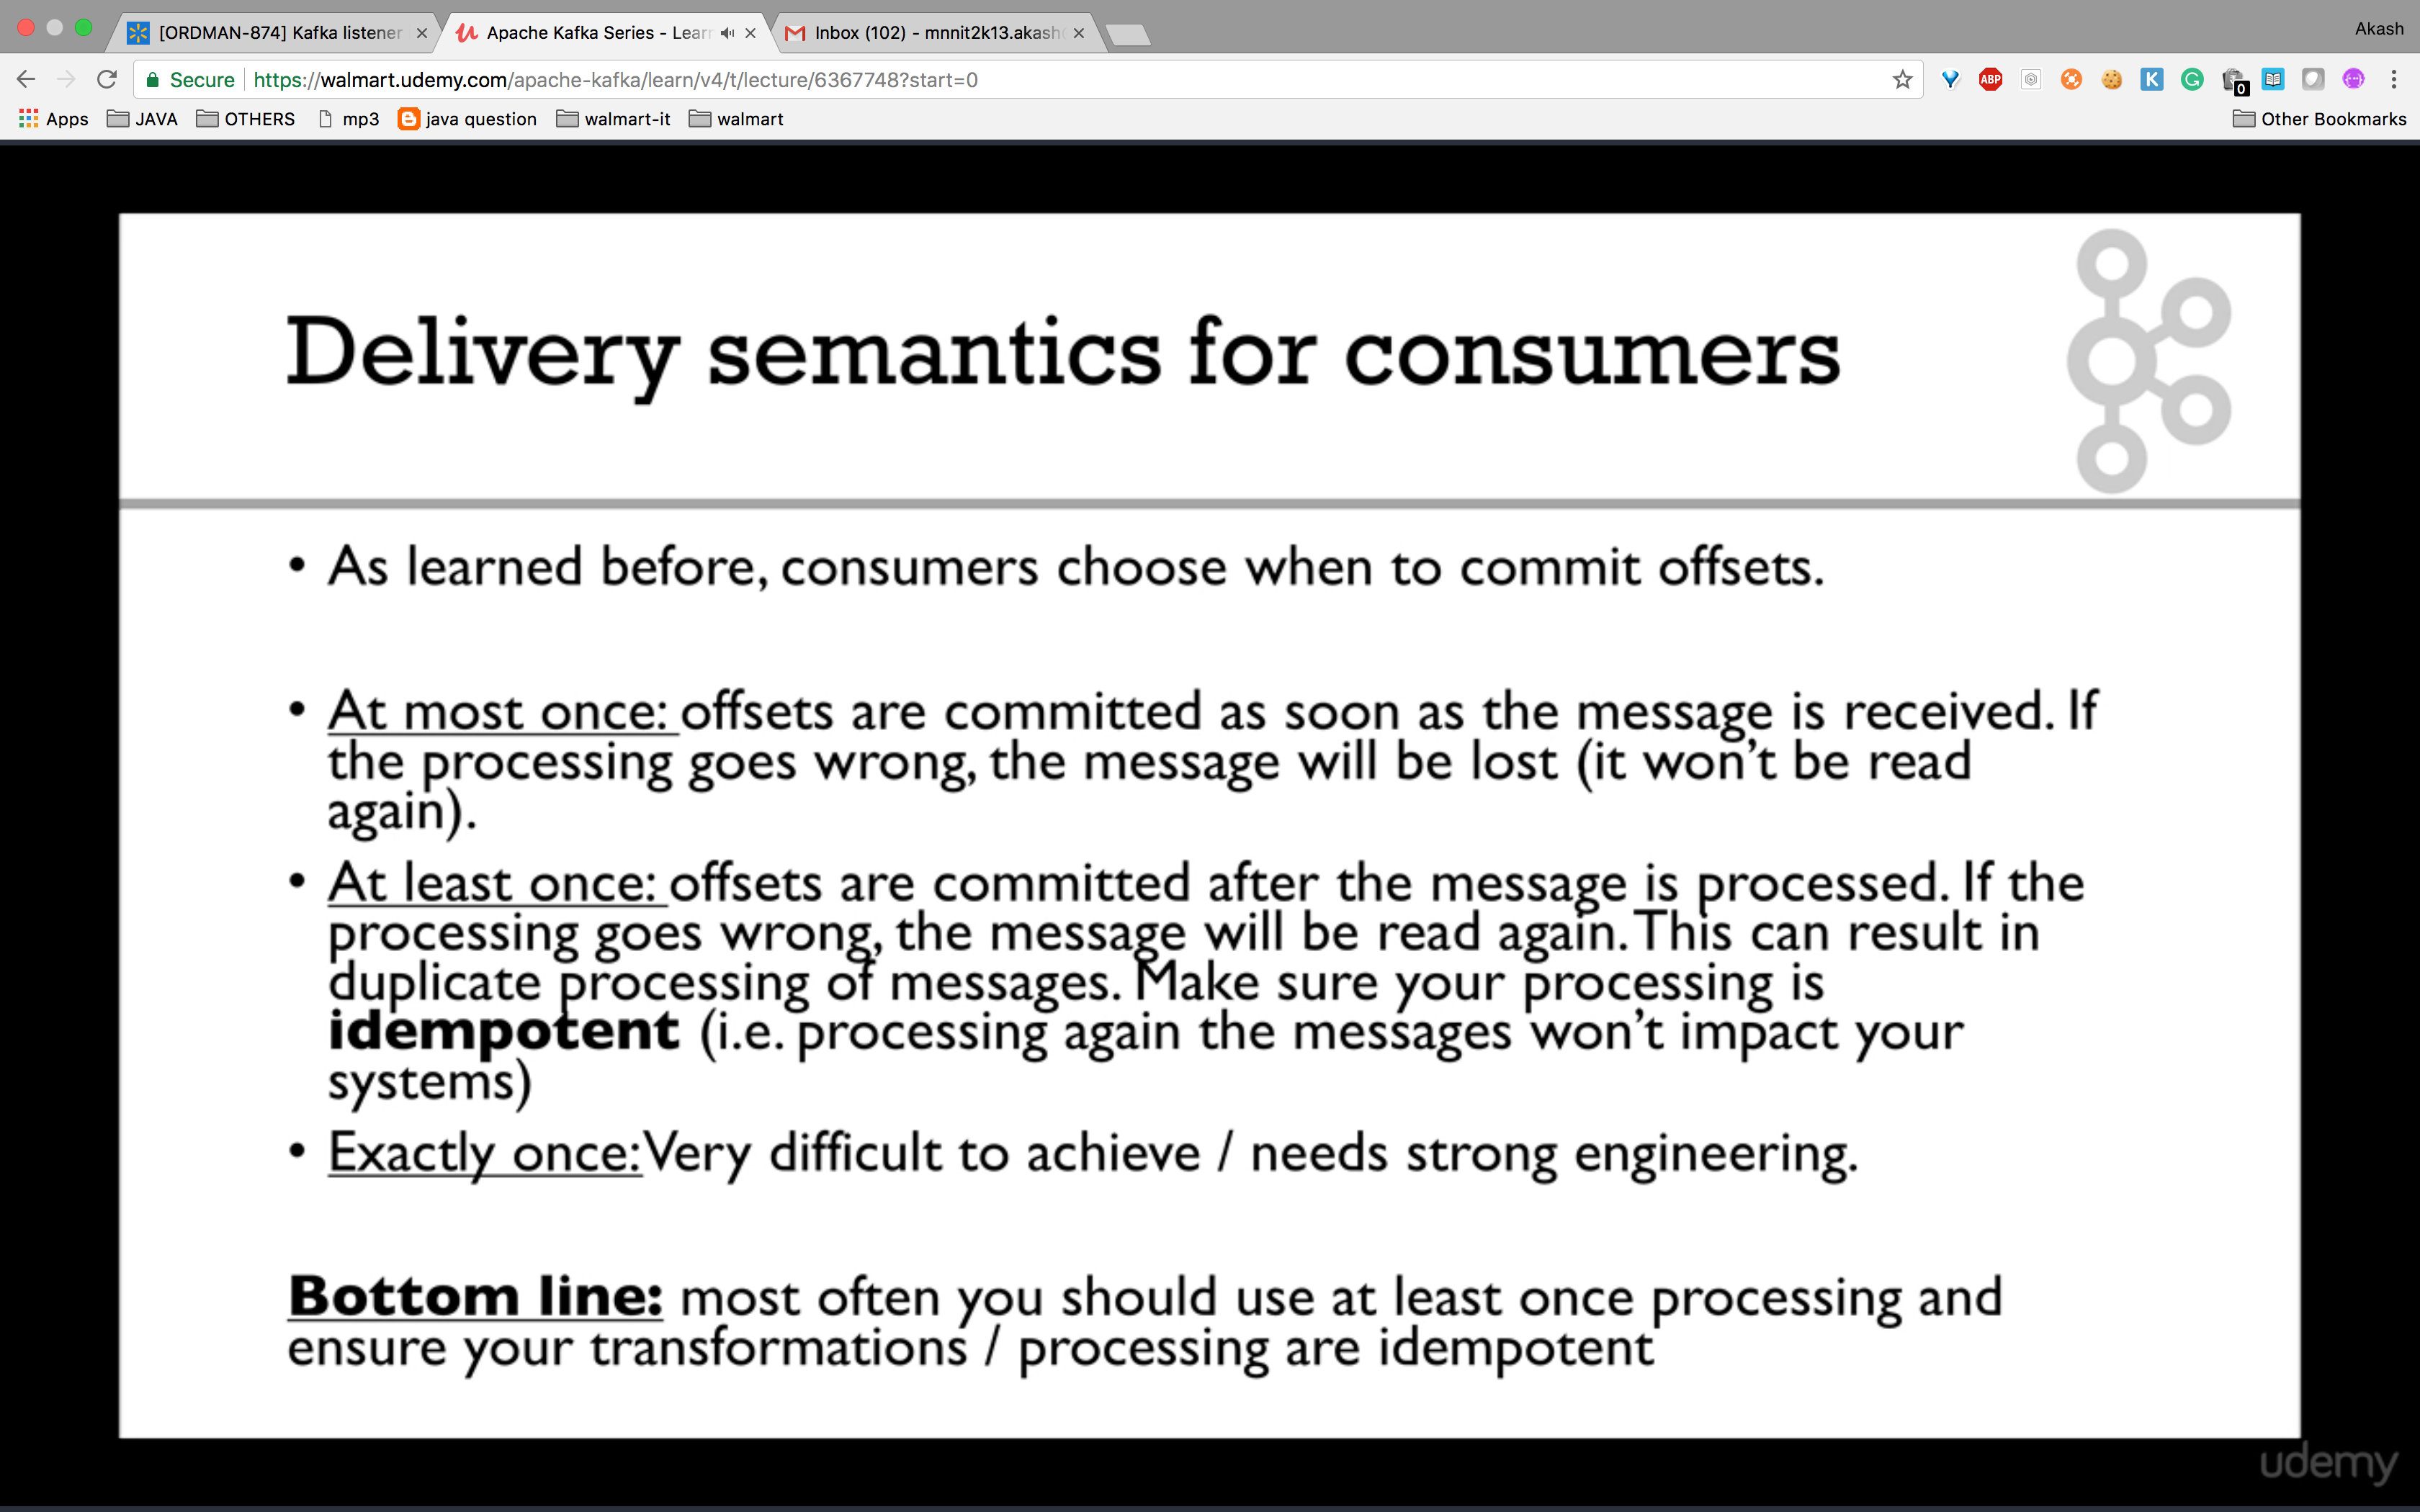 [ORDMAN-874] Kafka listener
Apache Kafka Series - Lear
Inbox (102) - mnnit2k13.akash
Akash
Secure https://walmart.udemy.com/apache-kafka/learn/v4/t/lecture/6367748?start=0
ABP
K
G
0
Apps JAVA OTHERS mp3 java question walmart-it walmart Other Bookmarks
Delivery semantics for consumers
• As learned before, consumers choose when to commit offsets.
• At most once: offsets are committed as soon as the message is received. If
the processing goes wrong, the message will be lost (it won’t be read
again).
• At least once: offsets are committed after the message is processed. If the
processing goes wrong, the message will be read again. This can result in
duplicate processing of messages. Make sure your processing is
idempotent (i.e. processing again the messages won’t impact your
systems)
• Exactly once: Very difficult to achieve / needs strong engineering.
Bottom line: most often you should use at least once processing and
ensure your transformations / processing are idempotent
udemy